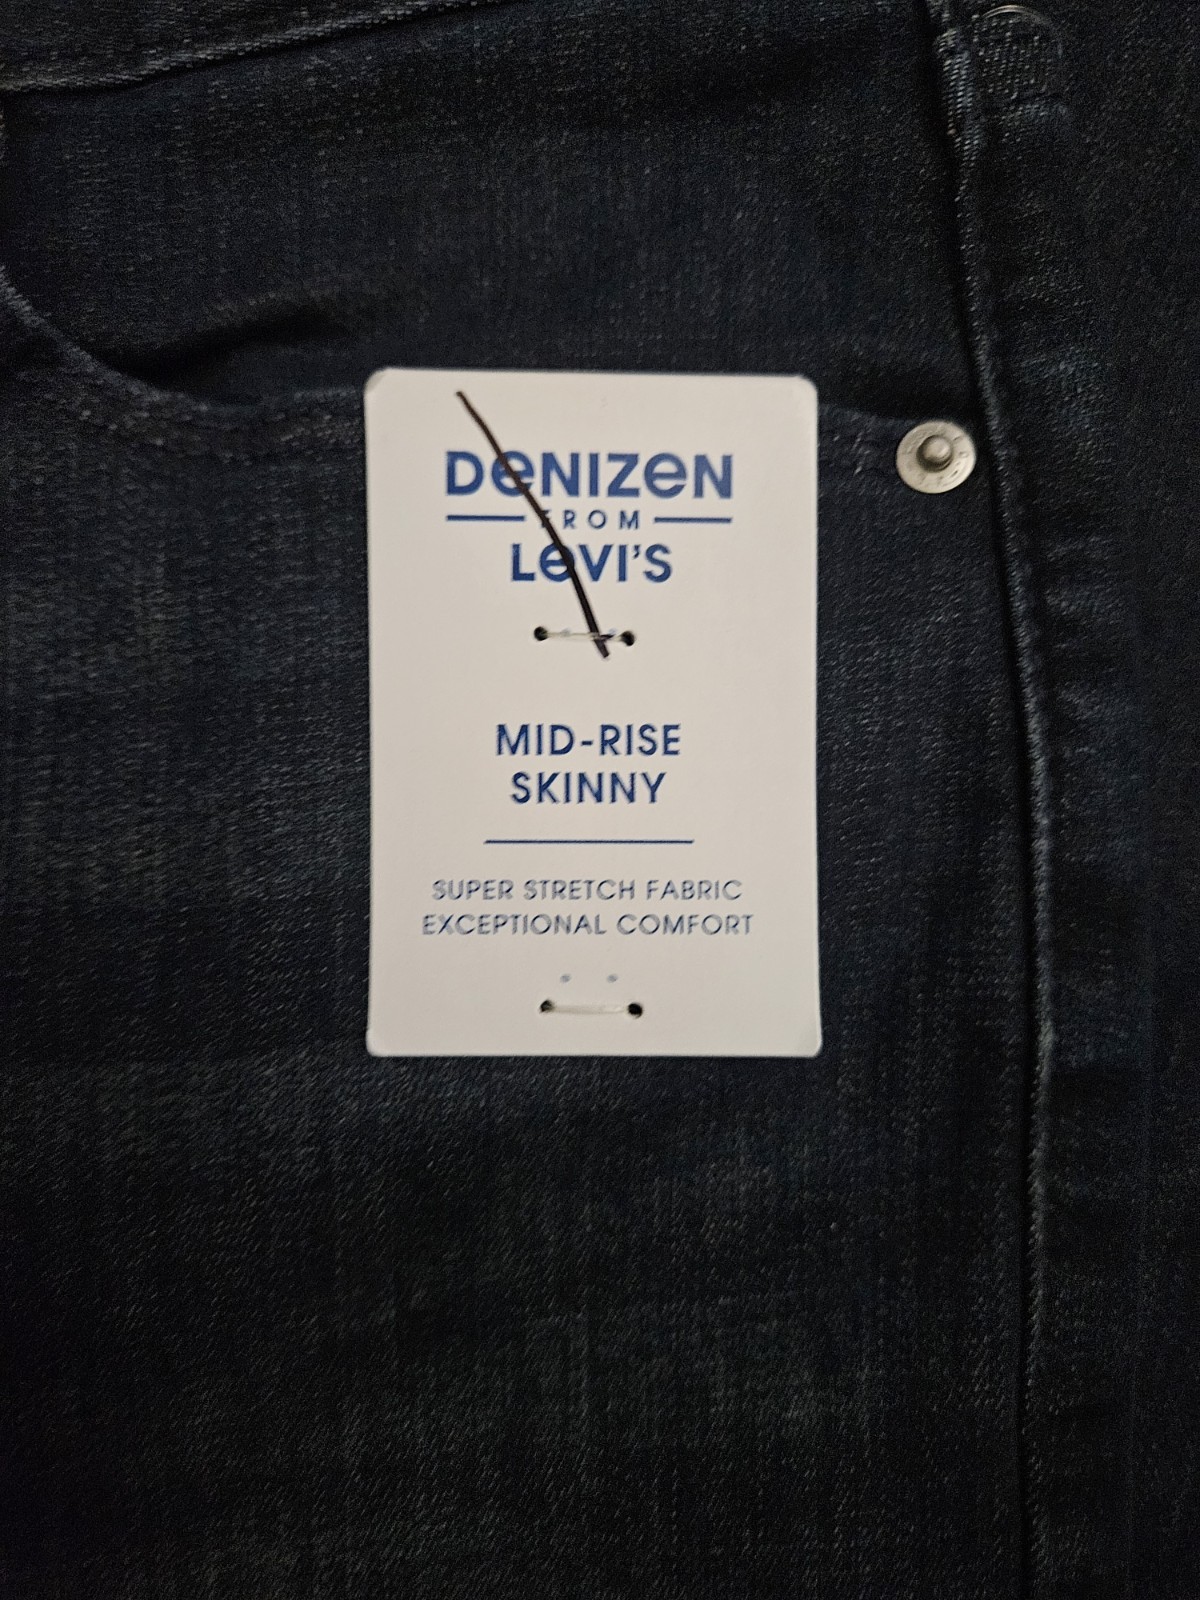 DeNIZeN
FROM
LeVI'S
MID-RISE
SKINNY
SUPER STRETCH FABRIC
EXCEPTIONAL COMFORT